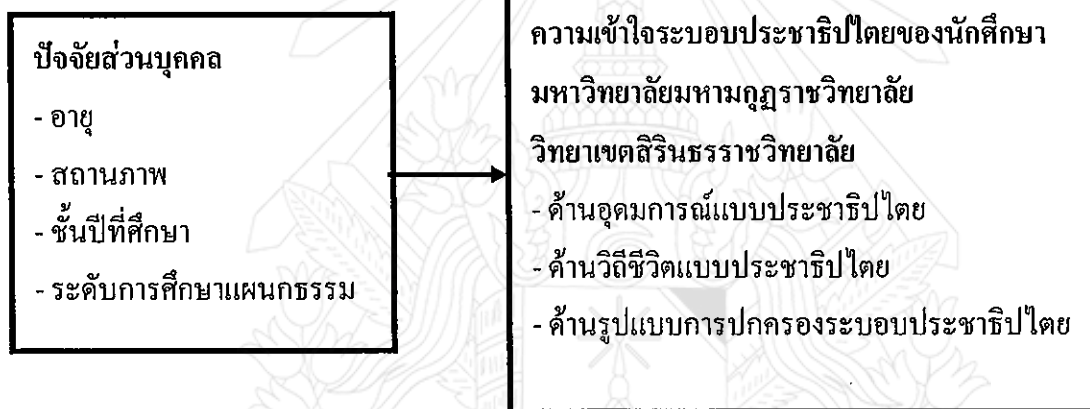 ปัจจัยส่วนบุคคล
- อายุ
- สถานภาพ
- ชั้นปีที่ศึกษา
- ระดับการศึกษาแผนกธรรม
ความเข้าใจระบอบประชาธิปไตยของนักศึกษา
มหาวิทยาลัยมหามกุฏราชวิทยาลัย
วิทยาเขตสิรินธรราชวิทยาลัย
- ด้านอุดมการณ์แบบประชาธิปไตย
- ด้านวิถีชีวิตแบบประชาธิปไตย
- ด้านรูปแบบการปกครองระบอบประชาธิปไตย